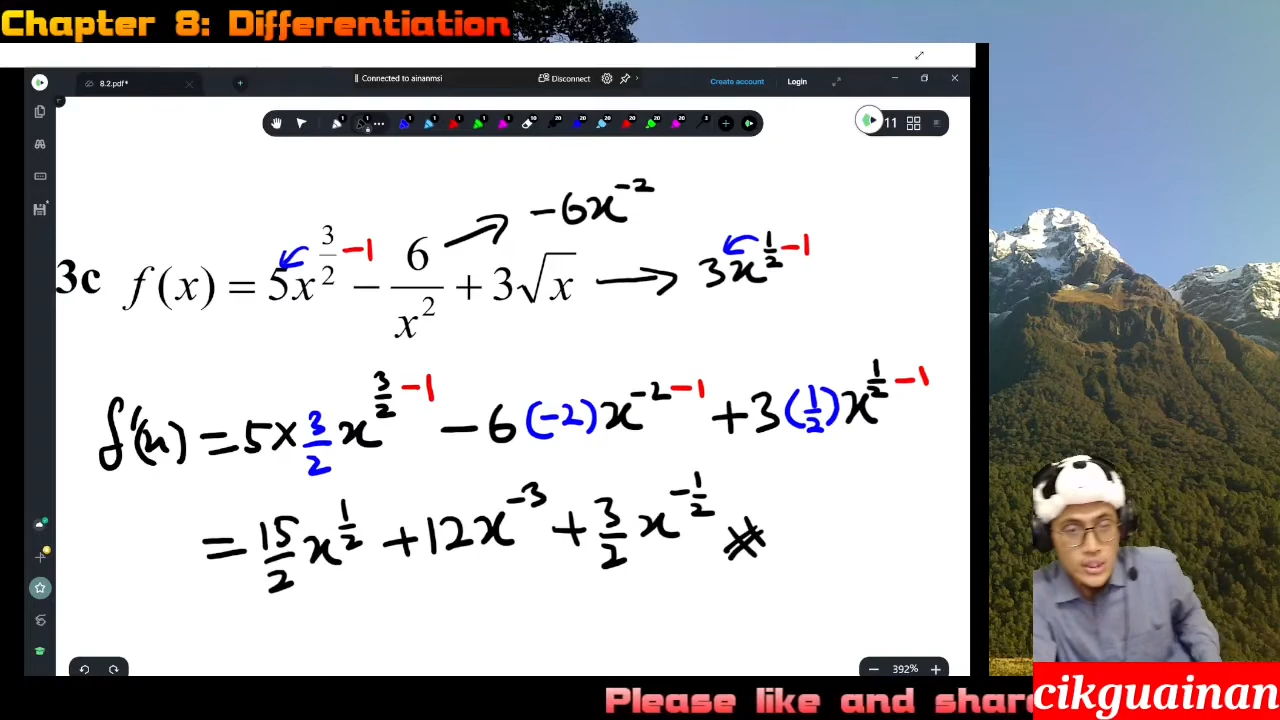 Chapter 8: Differentiation
8.2.pdf*
Connected to ainanmsi
Disconnect
Create account
Login
11
-6x^{-2}
3c f(x) = 5x^{3/2} - 6/x^2 + 3√x → 3x^{1/2 -1}
-1
f'(x) = 5 × 3/2 x^{3/2 -1} - 6(-2)x^{-2-1} + 3(1/2)x^{1/2 -1}
= 15/2 x^{1/2} + 12x^{-3} + 3/2 x^{-1/2} #
392%
Please like and share
cikguainan